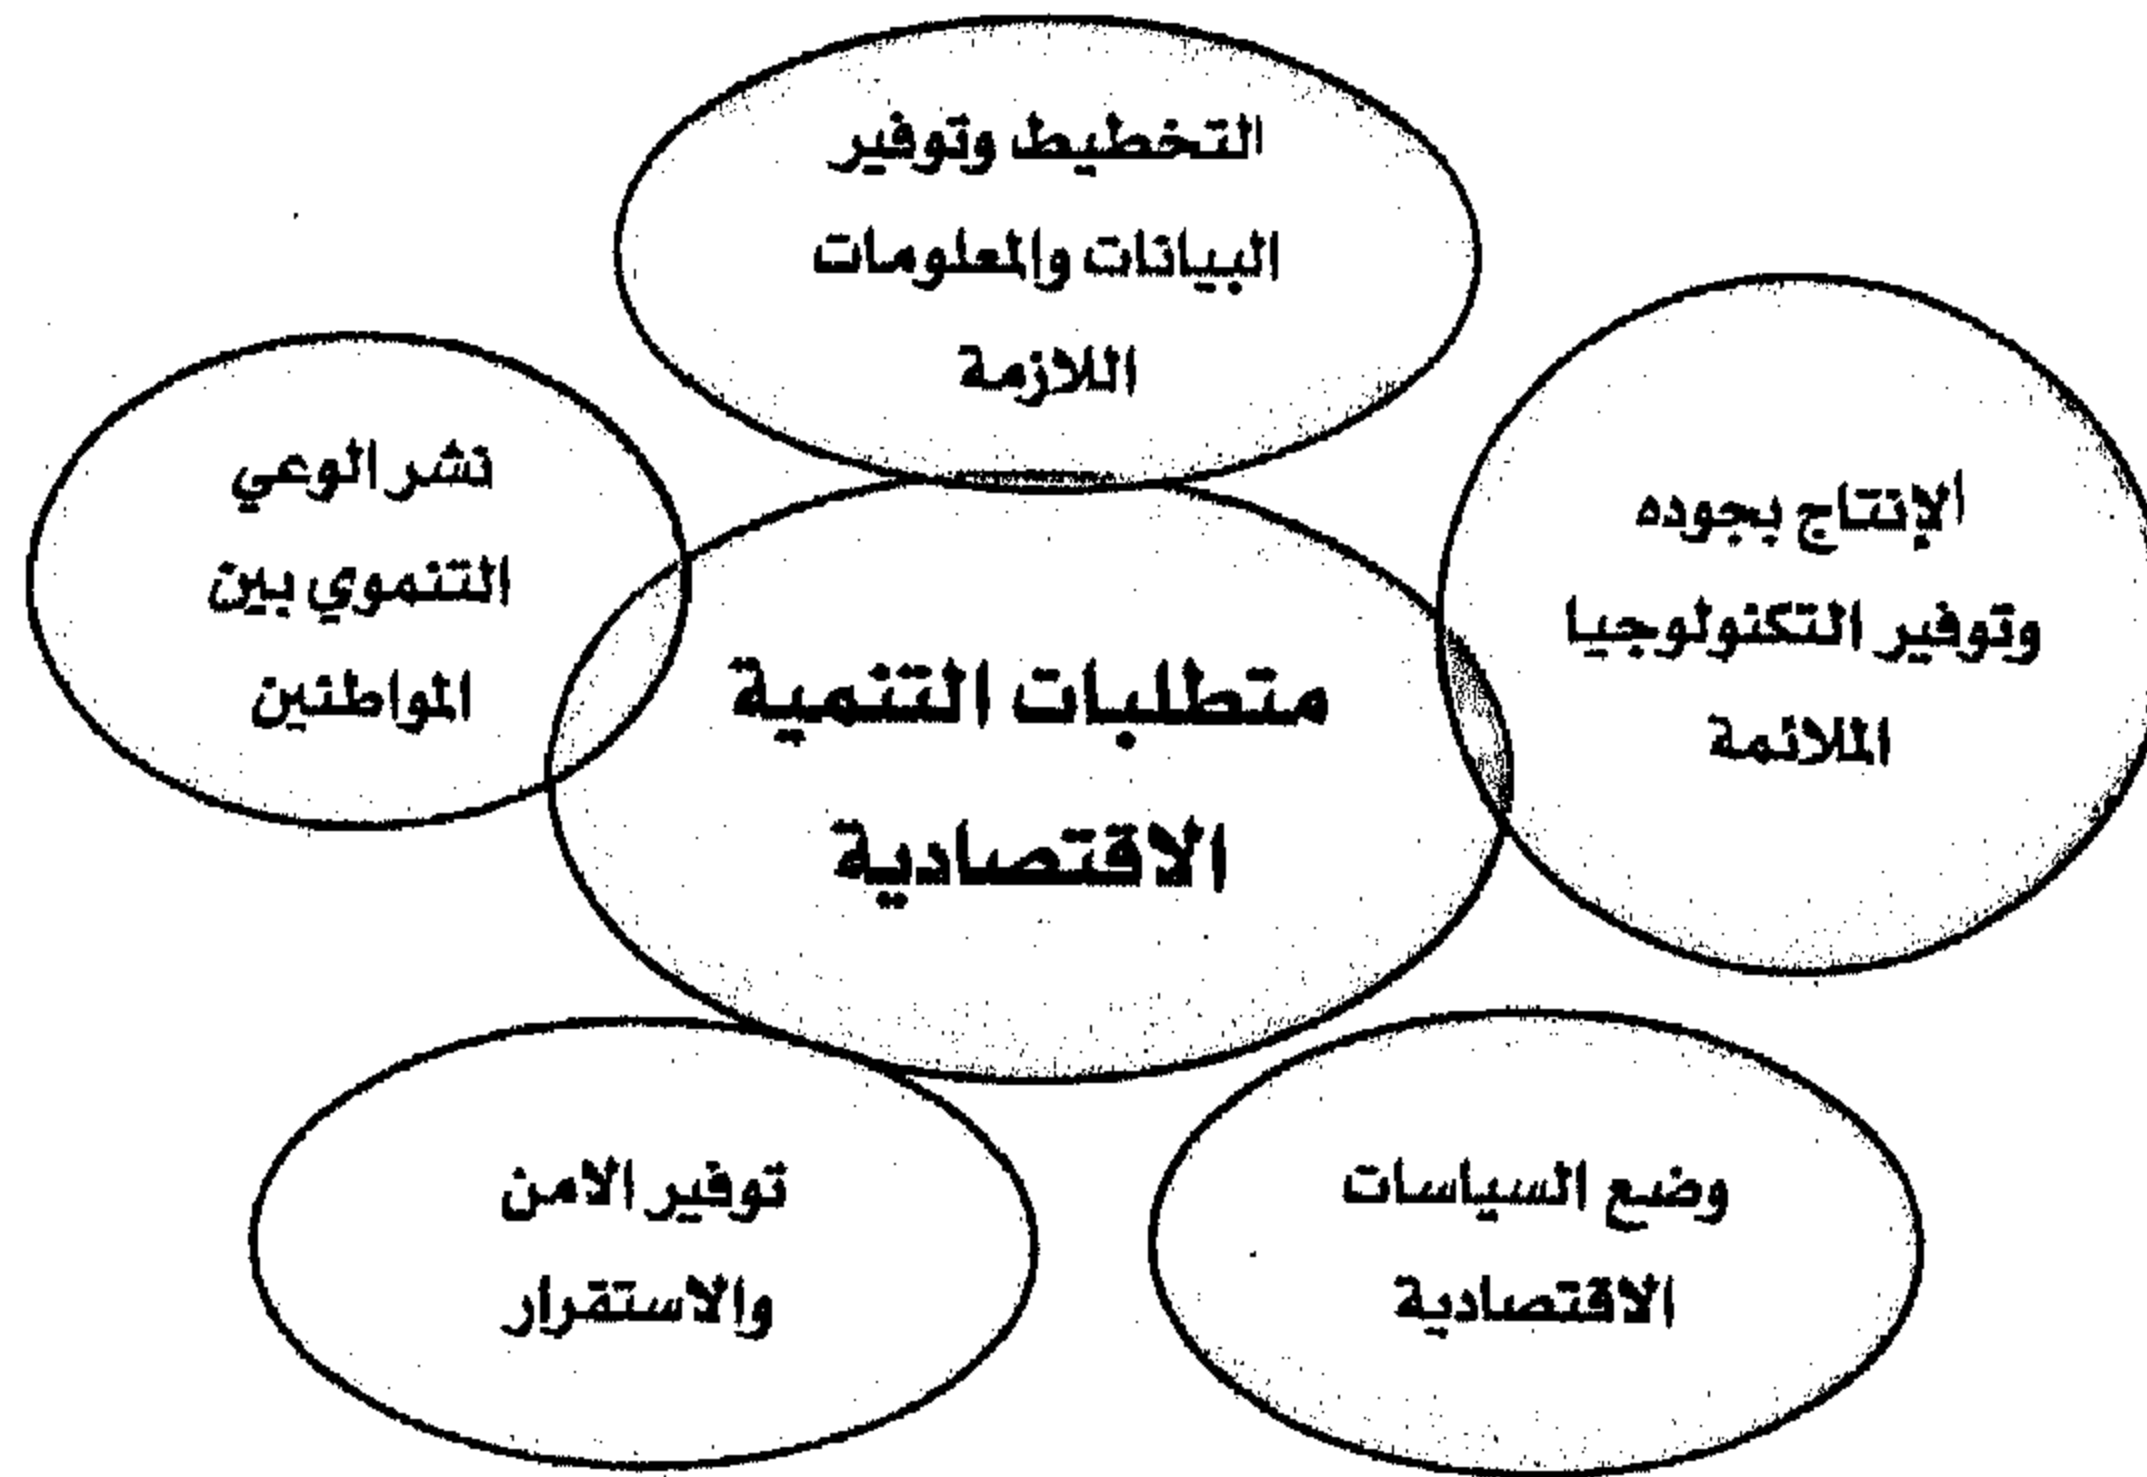 التخطيط وتوفير
البيانات والمعلومات
اللازمة
الإنتاج بجوده
وتوفير التكنولوجيا
الملائمة
نشر الوعي
التنموي بين
المواطنين
متطلبات التنمية
الاقتصادية
وضع السياسات
الاقتصادية
توفير الامن
والاستقرار